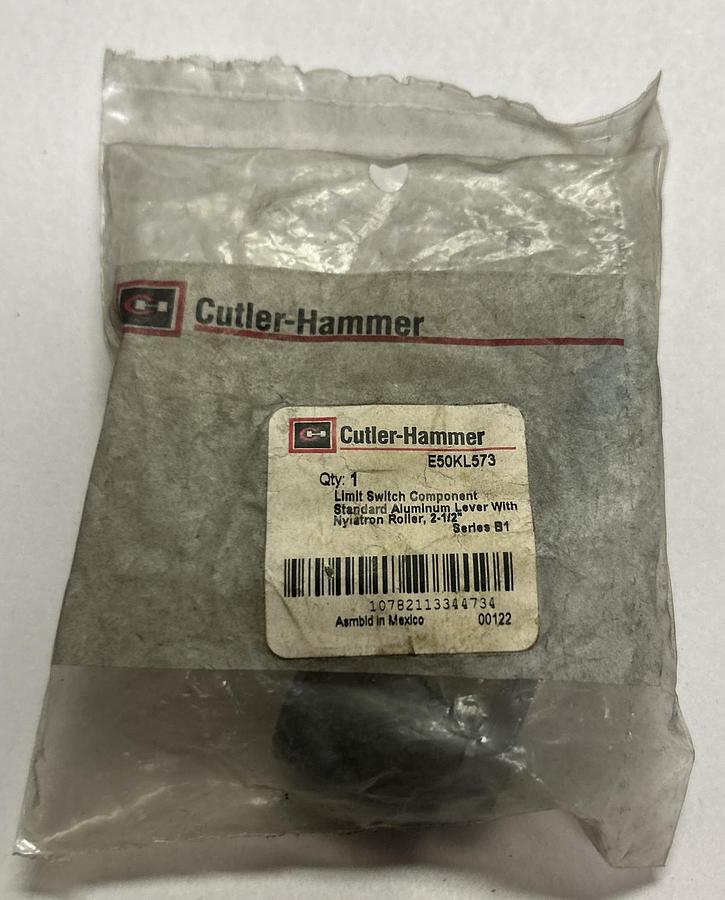 Cutler-Hammer
Cutler-Hammer
E50KL573
Qty: 1
Limit Switch Component
Standard Aluminum Lever With
Nylatron Roller, 2-1/2"
Series B1
10782113344734
Asmbld in Mexico 00122